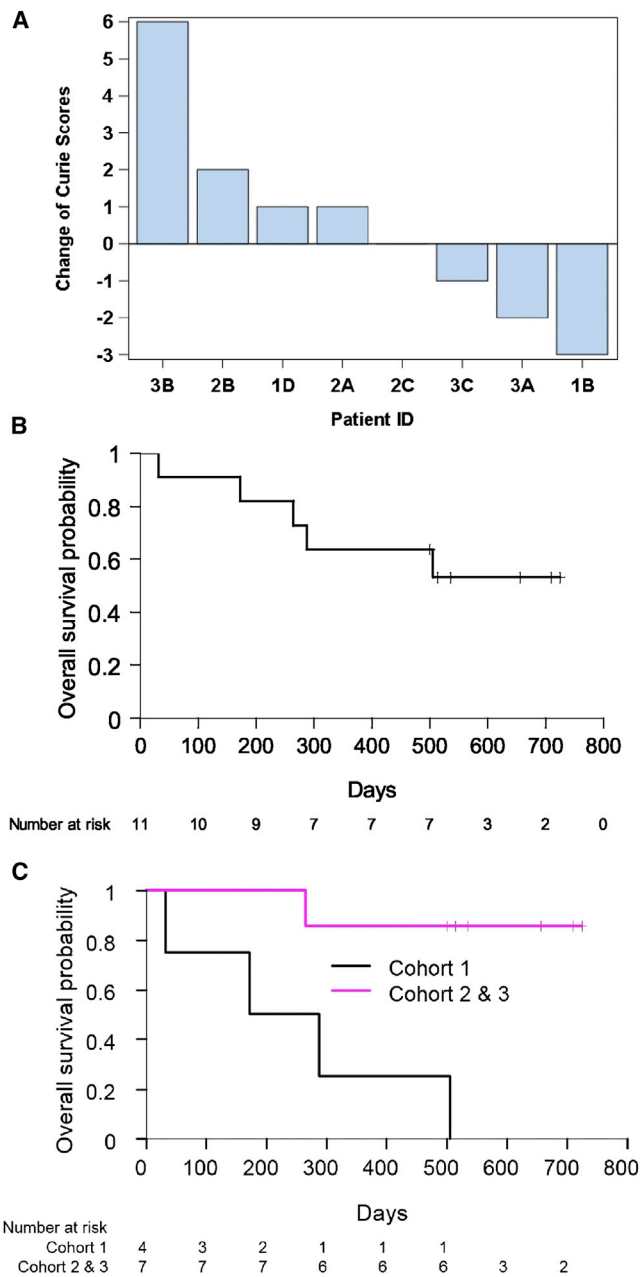 A
Change of Curie Scores
6
5
4
3
2
1
0
-1
-2
-3
3B 2B 1D 2A 2C 3C 3A 1B
Patient ID
B
Overall survival probability
1
0.8
0.6
0.4
0.2
0
0 100 200 300 400 500 600 700 800
Days
Number at risk 11 10 9 7 7 7 3 2 0
C
Overall survival probability
1
0.8
0.6
0.4
0.2
0
Cohort 1
Cohort 2 & 3
0 100 200 300 400 500 600 700 800
Days
Number at risk
Cohort 1 4 3 2 1 1 1
Cohort 2 & 3 7 7 7 6 6 6 3 2